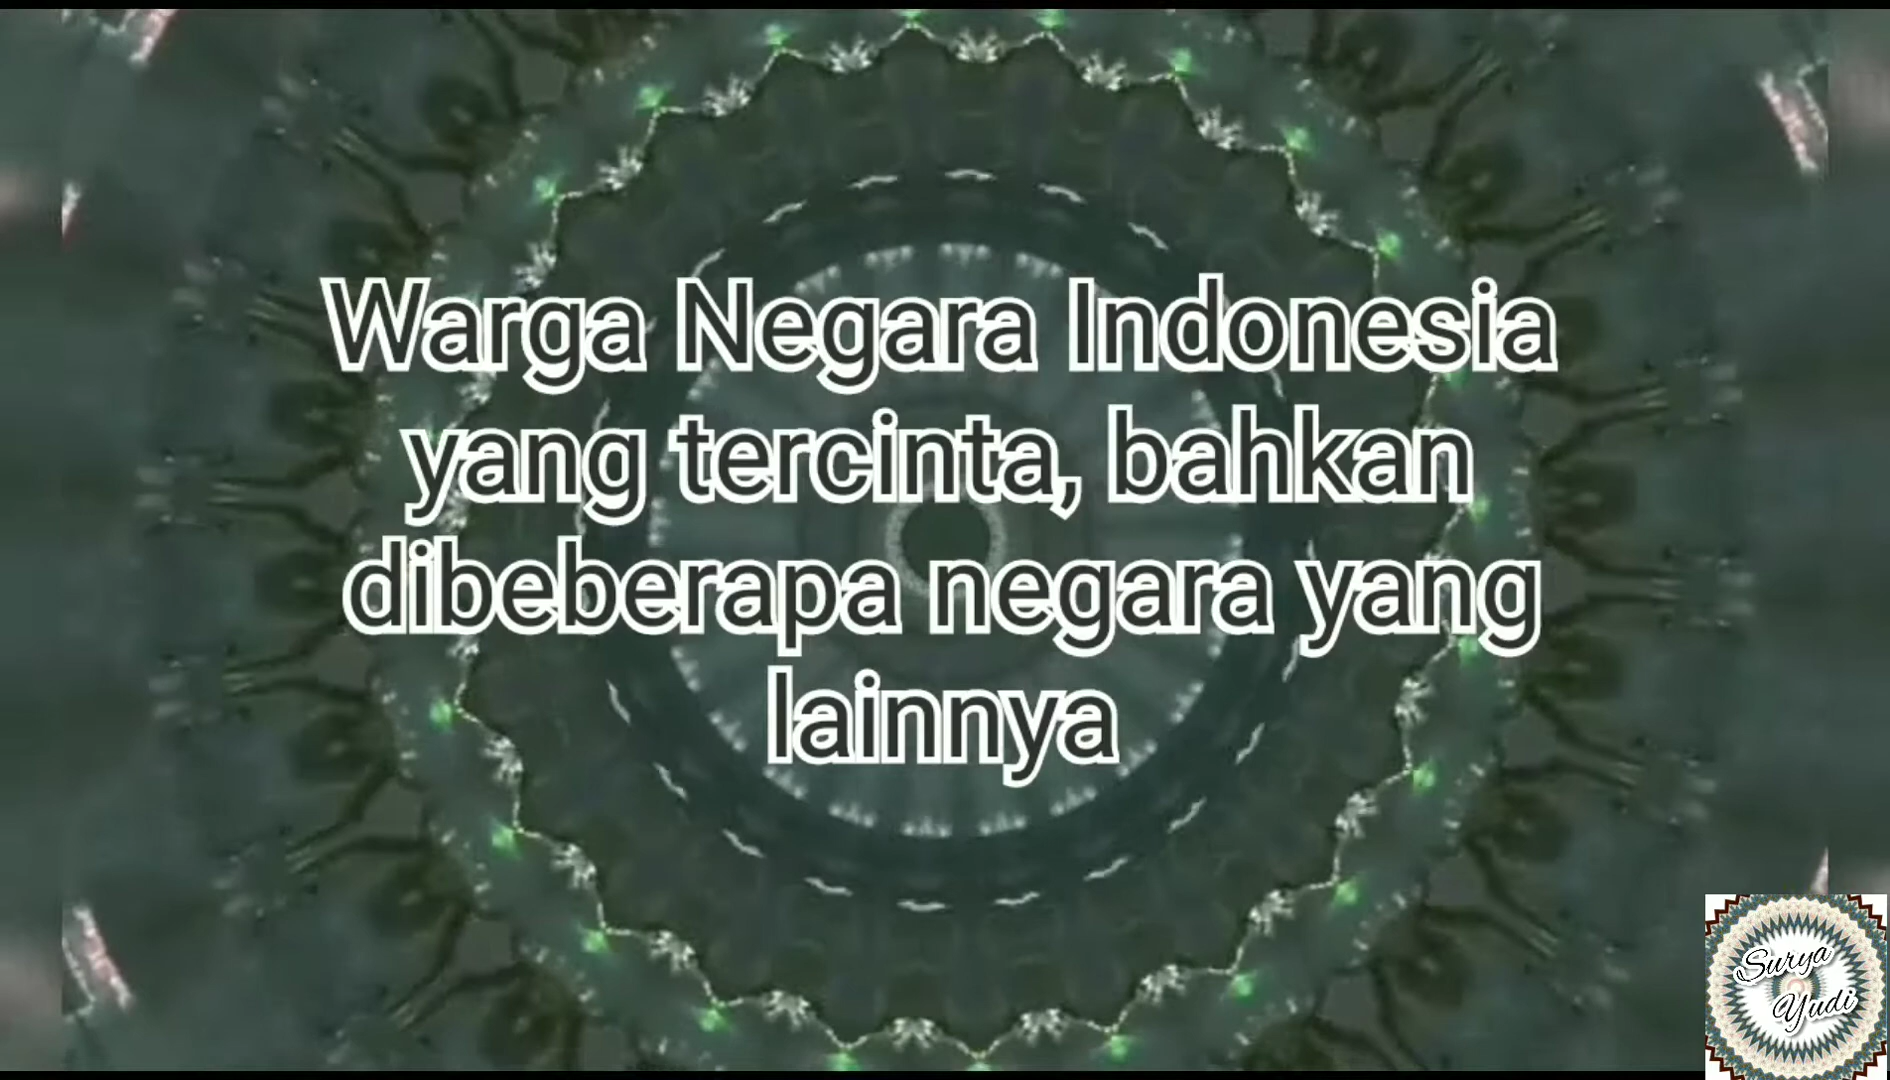 Warga Negara Indonesia
yang tercinta, bahkan
dibeberapa negara yang
lainnya
Surya
Yudi